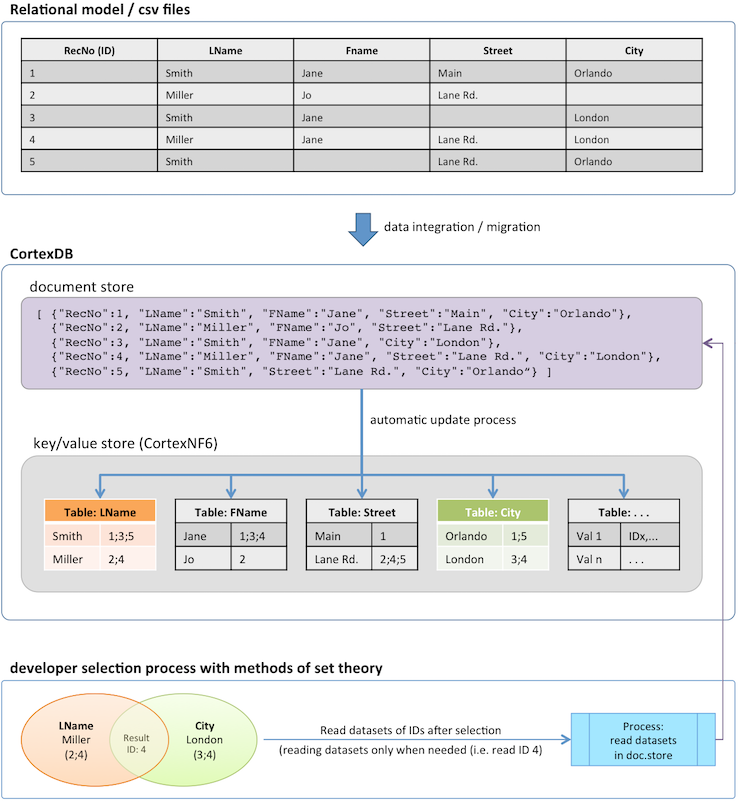 Relational model / csv files
RecNo (ID) LName Fname Street City
1 Smith Jane Main Orlando
2 Miller Jo Lane Rd.
3 Smith Jane London
4 Miller Jane Lane Rd. London
5 Smith Lane Rd. Orlando
data integration / migration
CortexDB
document store
[ {"RecNo":1, "LName":"Smith", "FName":"Jane", "Street":"Main", "City":"Orlando"},
{"RecNo":2, "LName":"Miller", "FName":"Jo", "Street":"Lane Rd."},
{"RecNo":3, "LName":"Smith", "FName":"Jane", "City":"London"},
{"RecNo":4, "LName":"Miller", "FName":"Jane", "Street":"Lane Rd.", "City":"London"},
{"RecNo":5, "LName":"Smith", "Street":"Lane Rd.", "City":"Orlando“} ]
automatic update process
key/value store (CortexNF6)
Table: LName Table: FName Table: Street Table: City Table: . . .
Smith 1;3;5 Jane 1;3;4 Main 1 Orlando 1;5 Val 1 IDx,...
Miller 2;4 Jo 2 Lane Rd. 2;4;5 London 3;4 Val n . . .
developer selection process with methods of set theory
LName
Miller
(2;4)
Result
ID: 4
City
London
(3;4)
Read datasets of IDs after selection
(reading datasets only when needed (i.e. read ID 4)
Process:
read datasets
in doc.store